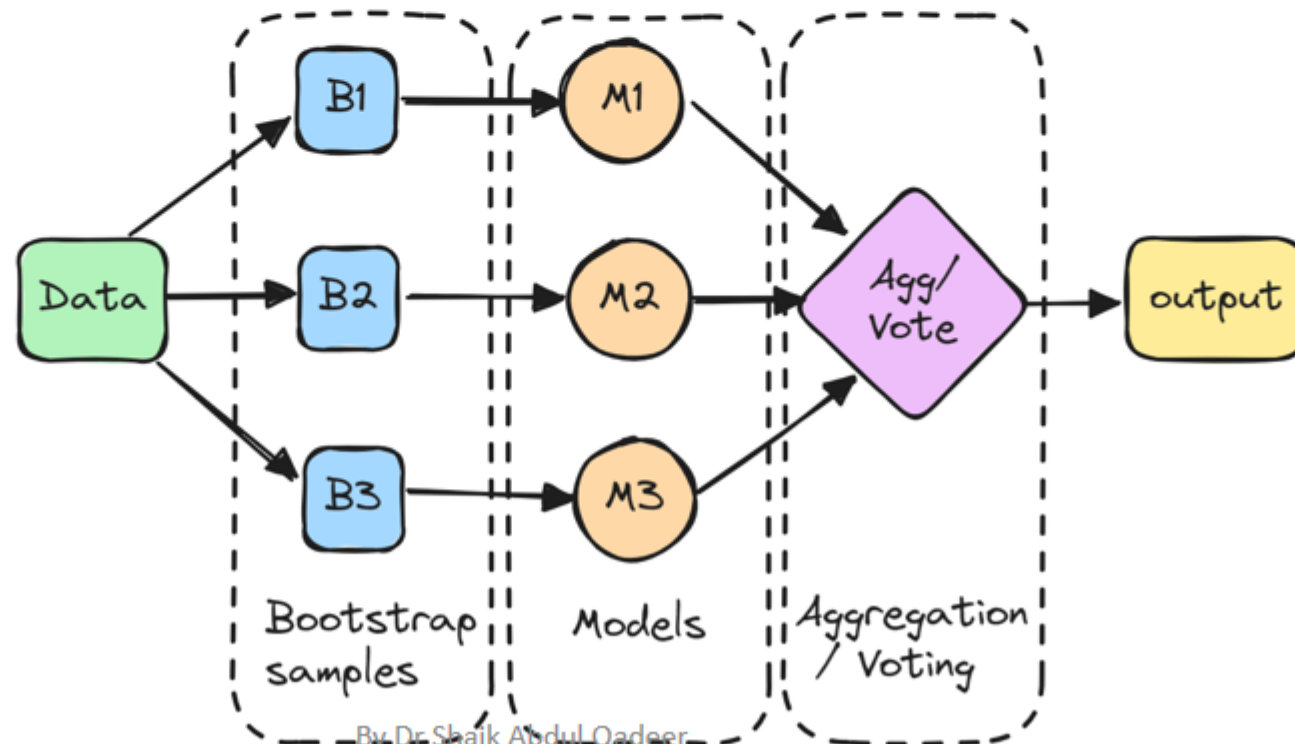 B1
M1
Data
B2
M2
Agg/
Vote
output
B3
M3
Bootstrap
samples
Models
Aggregation
/ Voting
By Dr Shaik Abdul Qadeer